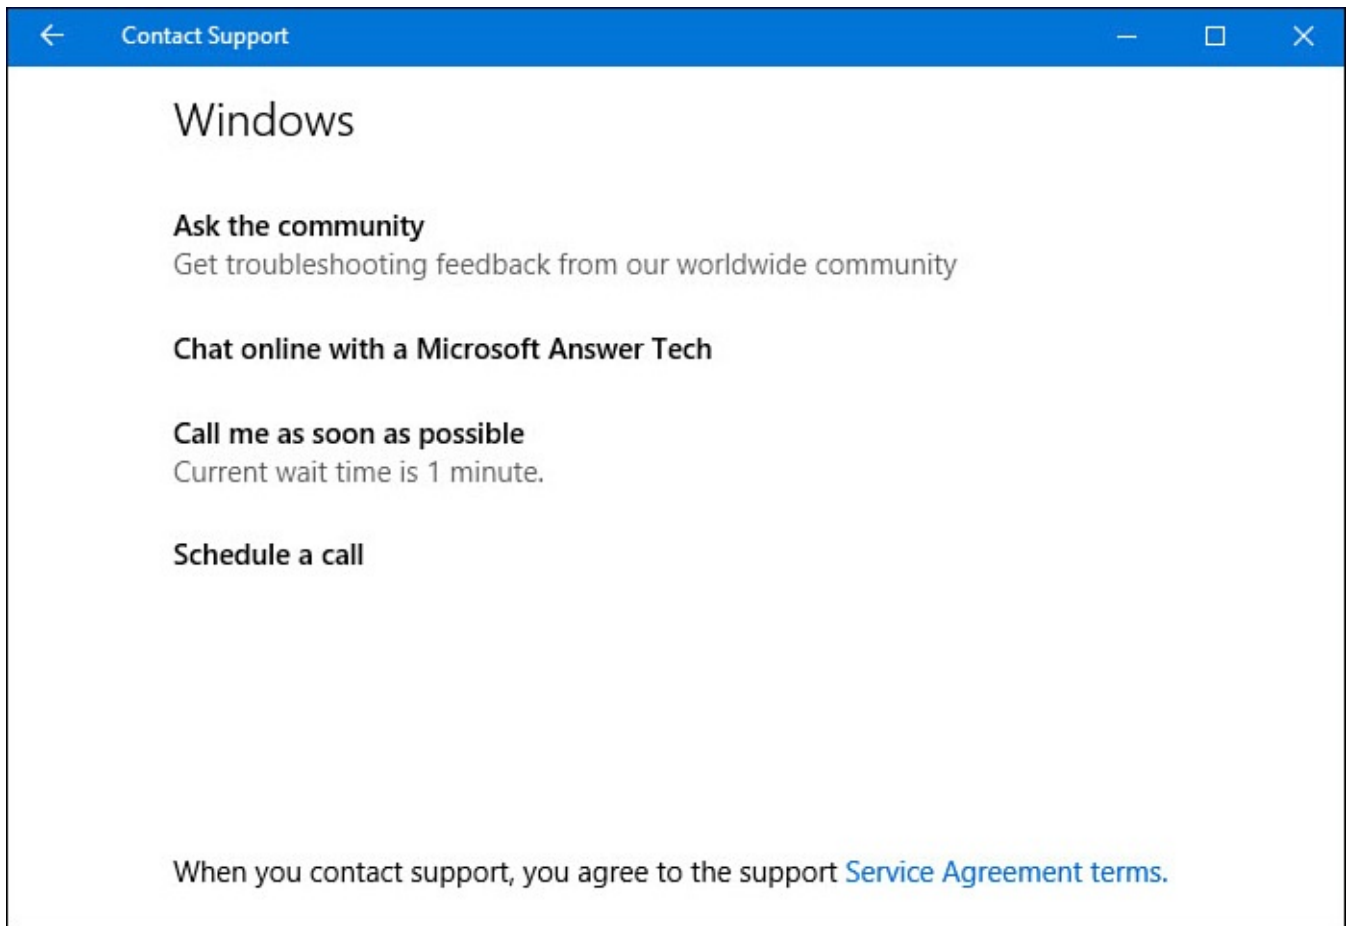 Contact Support
Windows
Ask the community
Get troubleshooting feedback from our worldwide community
Chat online with a Microsoft Answer Tech
Call me as soon as possible
Current wait time is 1 minute.
Schedule a call
When you contact support, you agree to the support Service Agreement terms.